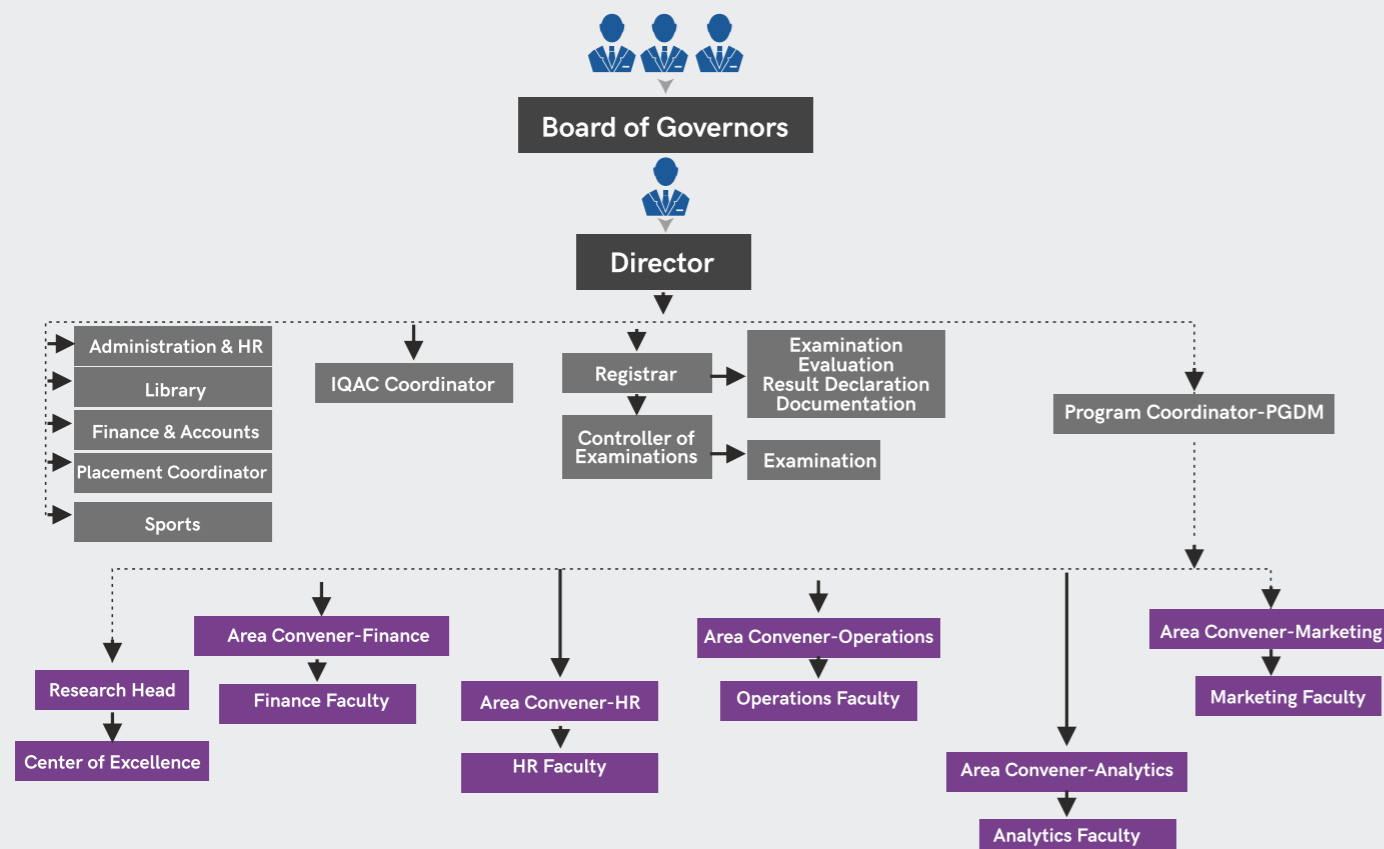 Board of Governors
Director
Administration & HR
Library
Finance & Accounts
Placement Coordinator
Sports
IQAC Coordinator
Registrar
Examination
Evaluation
Result Declaration
Documentation
Controller of
Examinations
Examination
Program Coordinator-PGDM
Research Head
Center of Excellence
Area Convener-Finance
Finance Faculty
Area Convener-HR
HR Faculty
Area Convener-Operations
Operations Faculty
Area Convener-Analytics
Analytics Faculty
Area Convener-Marketing
Marketing Faculty